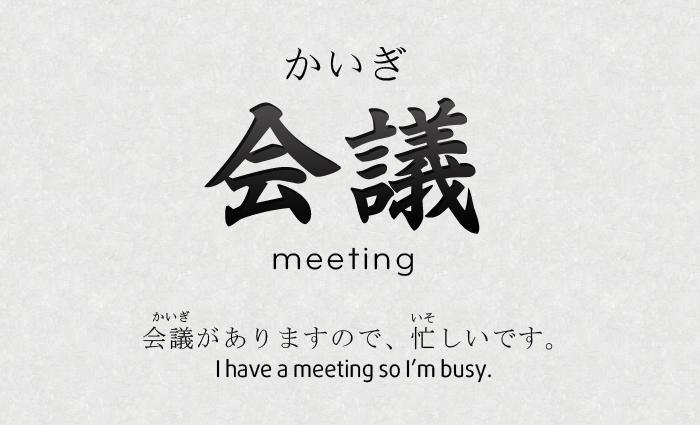 かいぎ
会議
meeting
かいぎ いそ
会議がありますので、忙しいです。
I have a meeting so I'm busy.